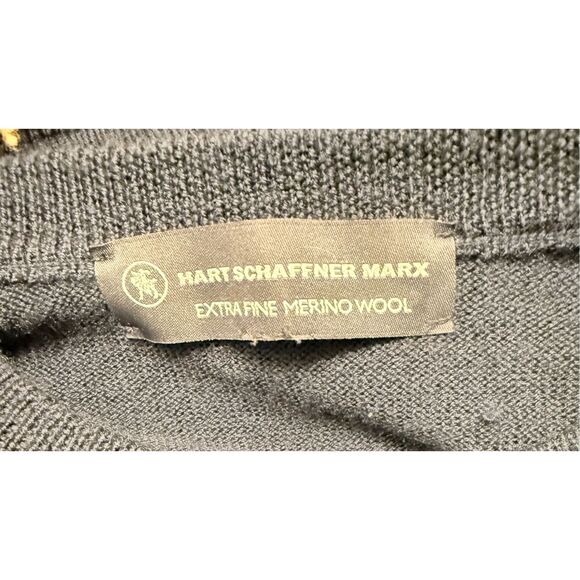 HART SCHAFFNER MARX
EXTRA FINE MERINO WOOL